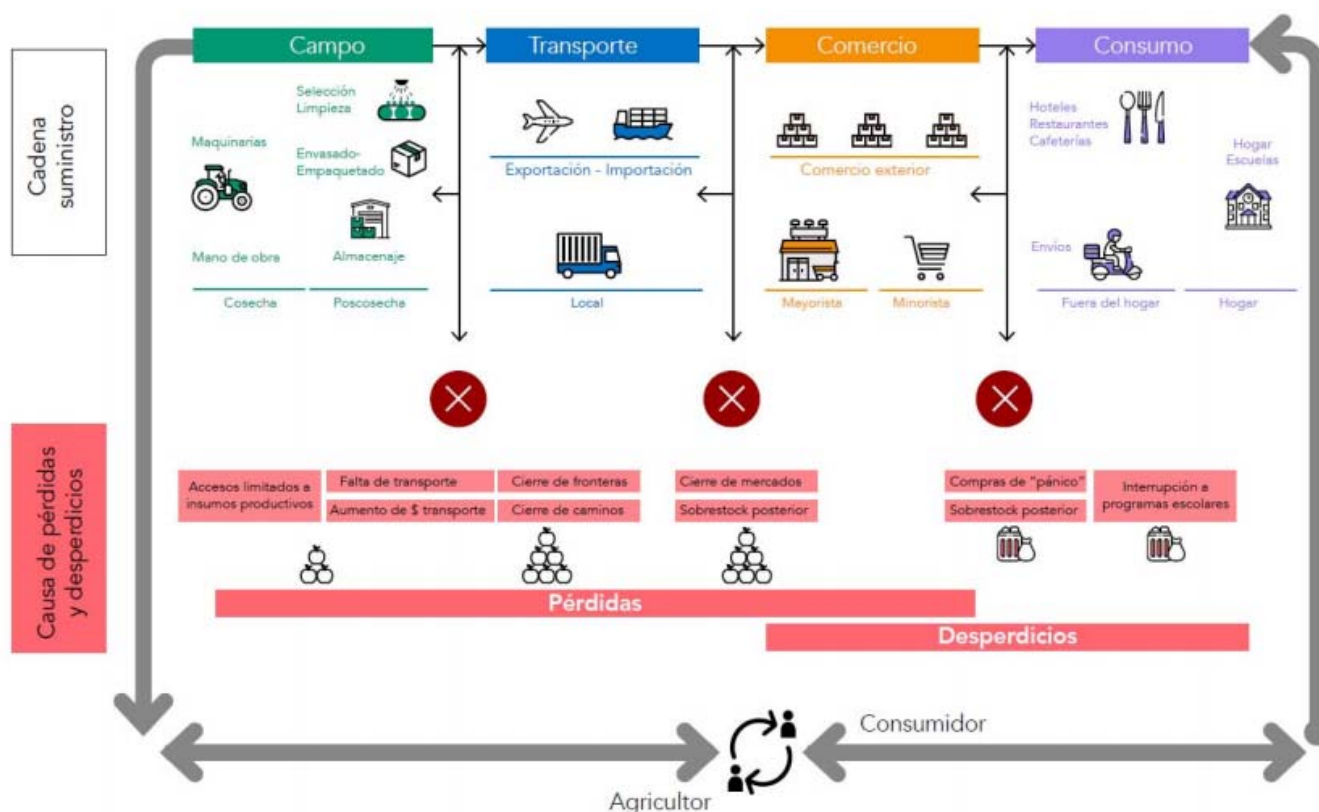 Campo
Transporte
Comercio
Consumo
Cadena
suministro
Selección
Limpieza
Maquinarias
Envasado-
Empaquetado
Mano de obra
Almacenaje
Cosecha
Poscosecha
Exportación - Importación
Local
Comercio exterior
Mayorista
Minorista
Hoteles
Restaurantes
Cafeterías
Hogar
Escuelas
Envíos
Fuera del hogar
Hogar
Causa de pérdidas
y desperdicios
Accesos limitados a
insumos productivos
Falta de transporte
Aumento de $ transporte
Cierre de fronteras
Cierre de caminos
Cierre de mercados
Sobrestock posterior
Compras de “pánico”
Sobrestock posterior
Interrupción a
programas escolares
Pérdidas
Desperdicios
Consumidor
Agricultor